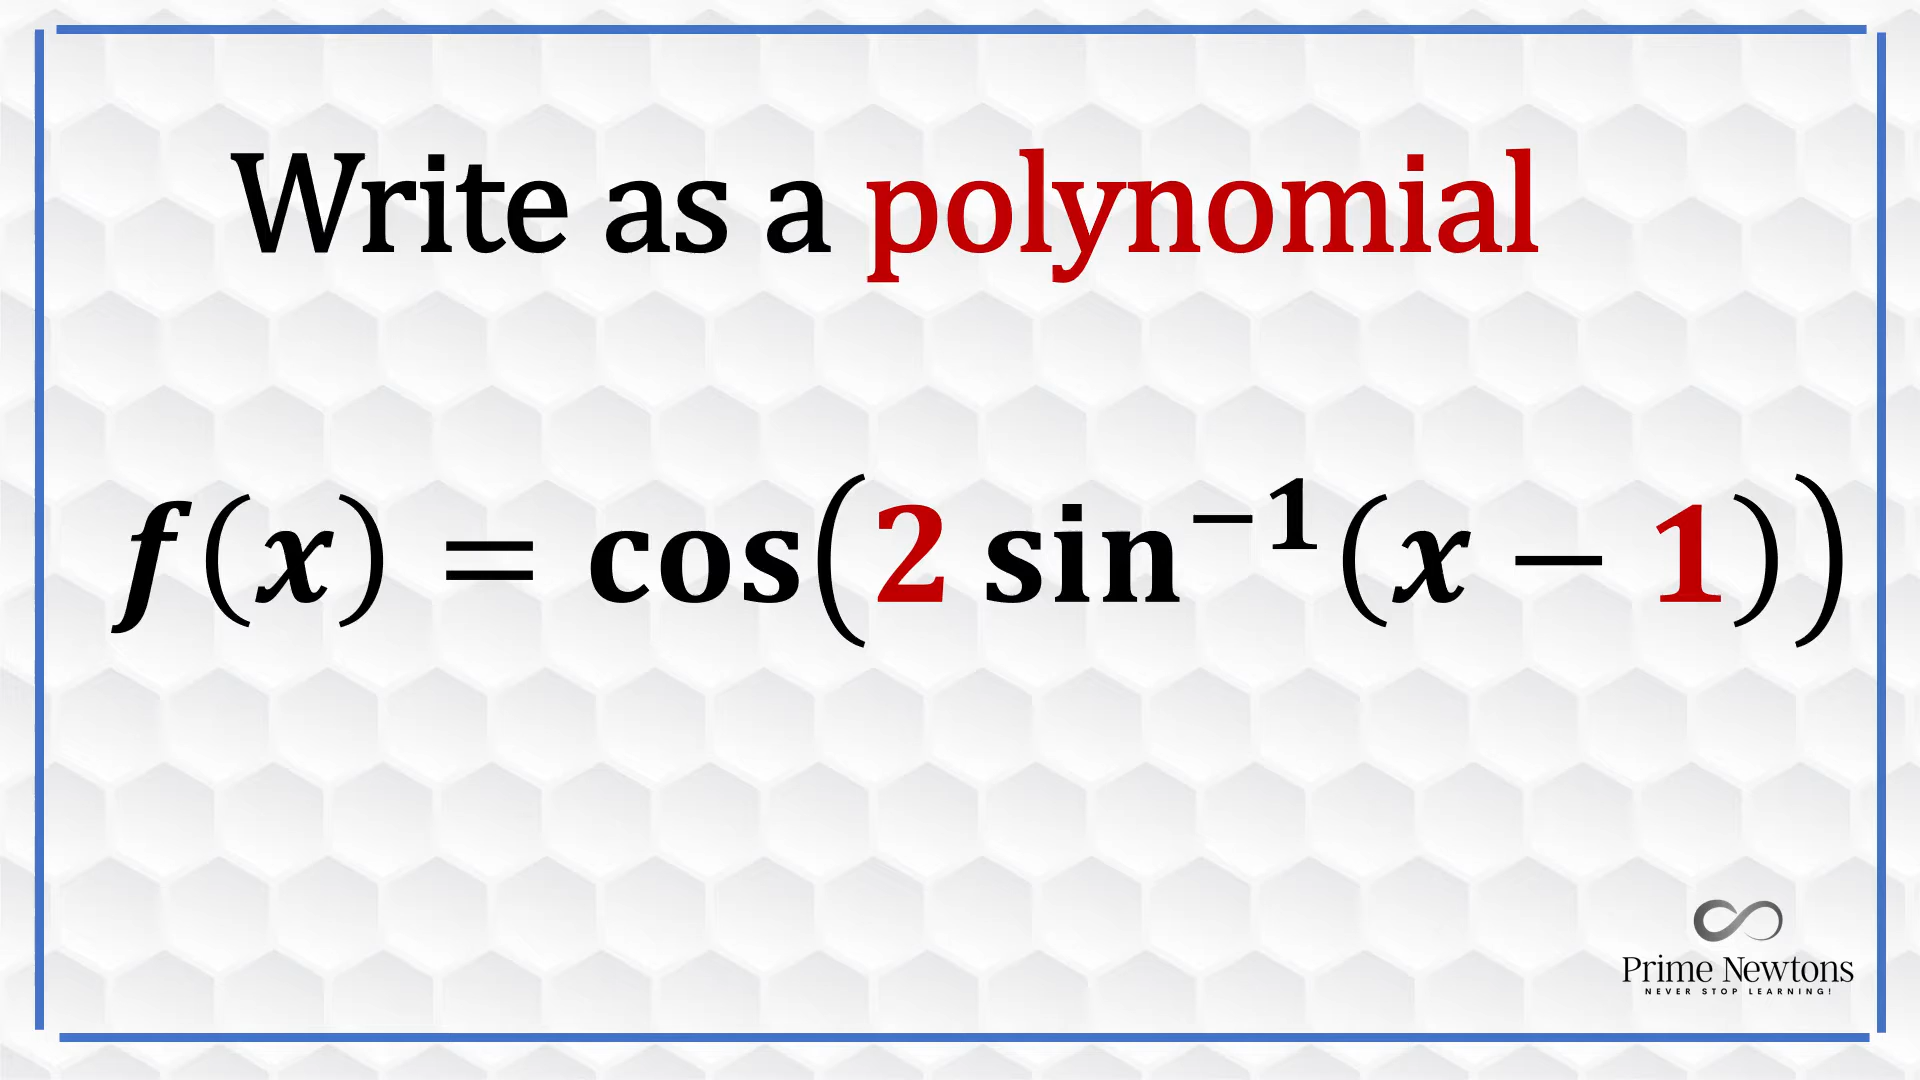 Write as a polynomial
f(x) = cos(2 sin⁻¹(x − 1))
Prime Newtons
NEVER STOP LEARNING!